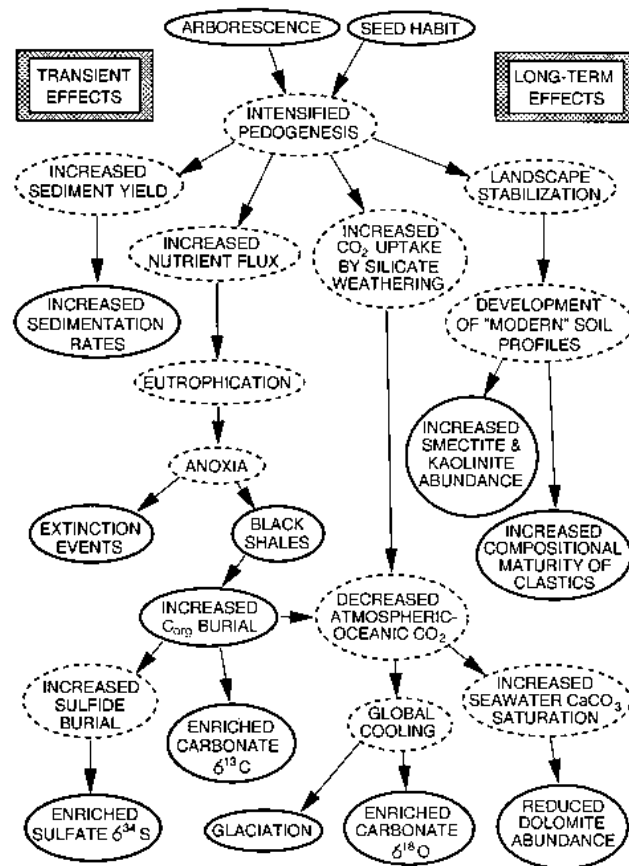 ARBORESCENCE
SEED HABIT
TRANSIENT
EFFECTS
LONG-TERM
EFFECTS
INTENSIFIED
PEDOGENESIS
INCREASED
SEDIMENT YIELD
LANDSCAPE
STABILIZATION
INCREASED
NUTRIENT FLUX
INCREASED
CO₂ UPTAKE
BY SILICATE
WEATHERING
INCREASED
SEDIMENTATION
RATES
DEVELOPMENT
OF "MODERN" SOIL
PROFILES
EUTROPHICATION
INCREASED
SMECTITE &
KAOLINITE
ABUNDANCE
ANOXIA
EXTINCTION
EVENTS
BLACK
SHALES
INCREASED
COMPOSITIONAL
MATURITY OF
CLASTICS
INCREASED
Corg BURIAL
DECREASED
ATMOSPHERIC-
OCEANIC CO₂
INCREASED
SULFIDE
BURIAL
ENRICHED
CARBONATE
δ¹³C
GLOBAL
COOLING
INCREASED
SEAWATER CaCO₃
SATURATION
ENRICHED
SULFATE δ³⁴S
GLACIATION
ENRICHED
CARBONATE
δ¹⁸O
REDUCED
DOLOMITE
ABUNDANCE